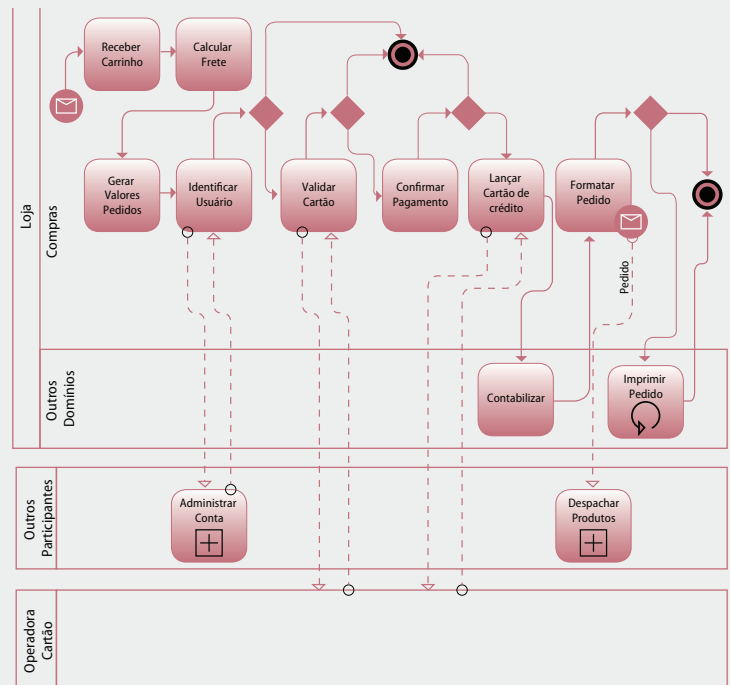 Loja
Compras
Receber
Carrinho
Calcular
Frete
Gerar
Valores
Pedidos
Identificar
Usuário
Validar
Cartão
Confirmar
Pagamento
Lançar
Cartão de
crédito
Formatar
Pedido
Pedido
Outros
Domínios
Contabilizar
Imprimir
Pedido
Outros
Participantes
Administrar
Conta
Despachar
Produtos
Operadora
Cartão